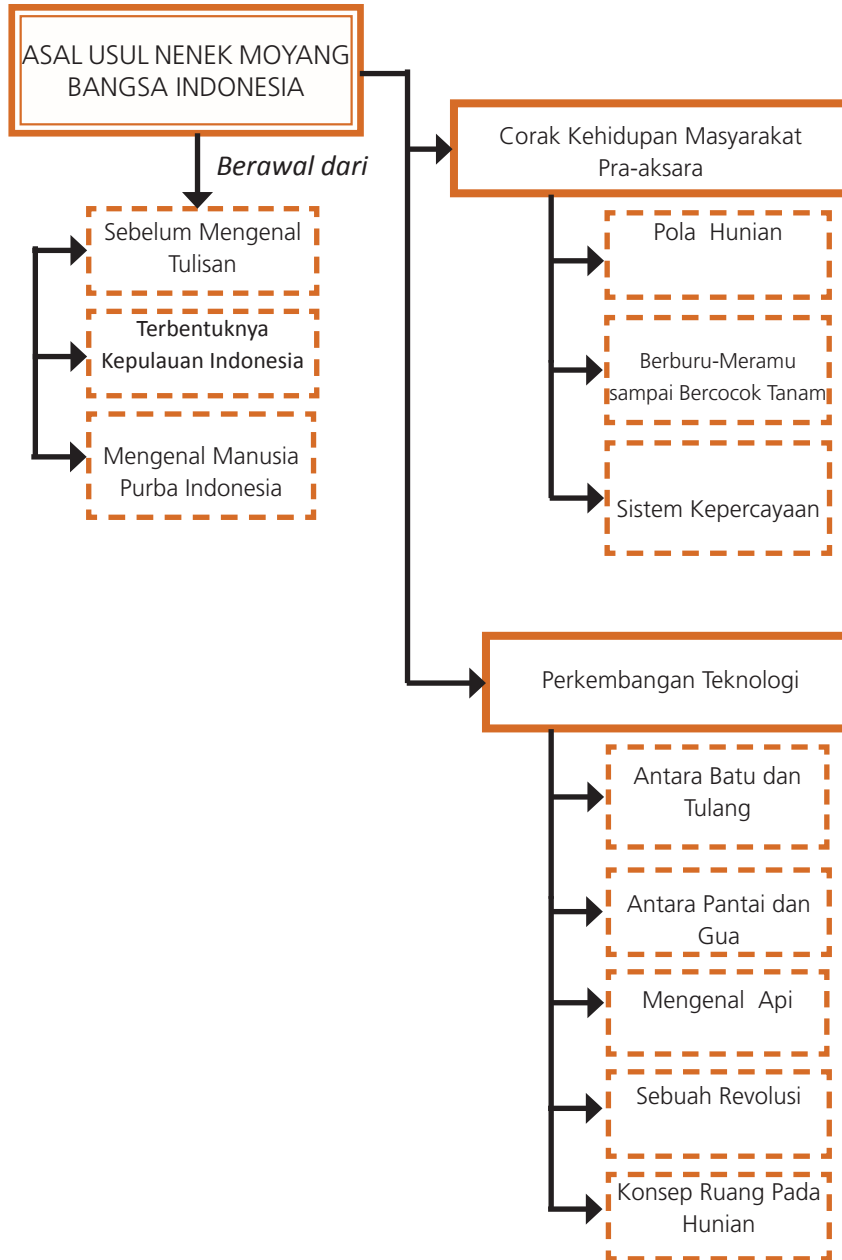 ASAL USUL NENEK MOYANG
BANGSA INDONESIA
Berawal dari
Sebelum Mengenal
Tulisan
Terbentuknya
Kepulauan Indonesia
Mengenal Manusia
Purba Indonesia
Corak Kehidupan Masyarakat
Pra-aksara
Pola Hunian
Berburu-Meramu
sampai Bercocok Tanam
Sistem Kepercayaan
Perkembangan Teknologi
Antara Batu dan
Tulang
Antara Pantai dan
Gua
Mengenal Api
Sebuah Revolusi
Konsep Ruang Pada
Hunian